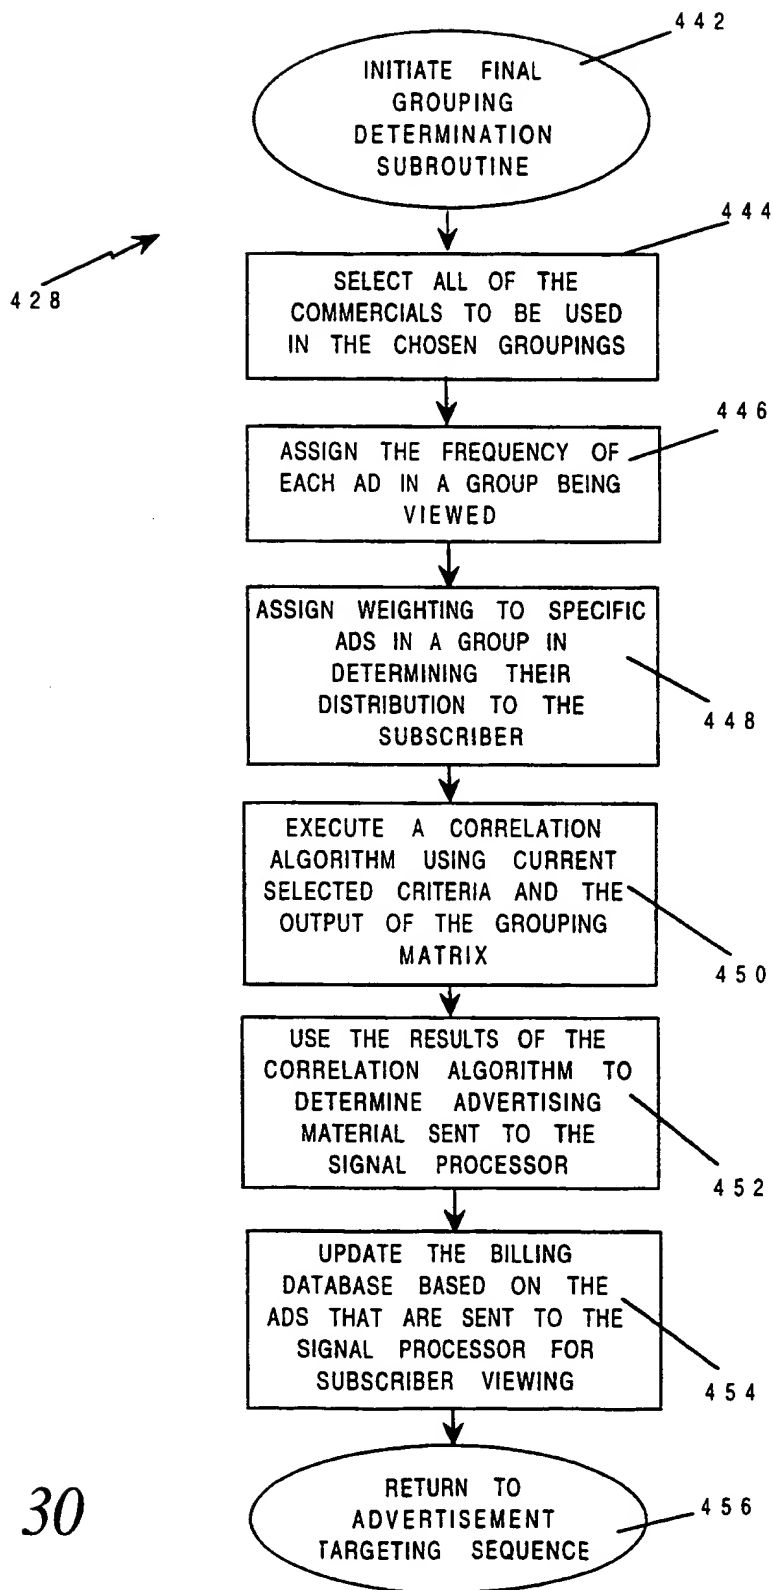 442
INITIATE FINAL
GROUPING
DETERMINATION
SUBROUTINE
444
428
SELECT ALL OF THE
COMMERCIALS TO BE USED
IN THE CHOSEN GROUPINGS
446
ASSIGN THE FREQUENCY OF
EACH AD IN A GROUP BEING
VIEWED
ASSIGN WEIGHTING TO SPECIFIC
ADS IN A GROUP IN
DETERMINING THEIR
DISTRIBUTION TO THE
SUBSCRIBER
448
EXECUTE A CORRELATION
ALGORITHM USING CURRENT
SELECTED CRITERIA AND THE
OUTPUT OF THE GROUPING
MATRIX
450
USE THE RESULTS OF THE
CORRELATION ALGORITHM TO
DETERMINE ADVERTISING
MATERIAL SENT TO THE
SIGNAL PROCESSOR
452
UPDATE THE BILLING
DATABASE BASED ON THE
ADS THAT ARE SENT TO THE
SIGNAL PROCESSOR FOR
SUBSCRIBER VIEWING
454
RETURN TO
ADVERTISEMENT
TARGETING SEQUENCE
456
30